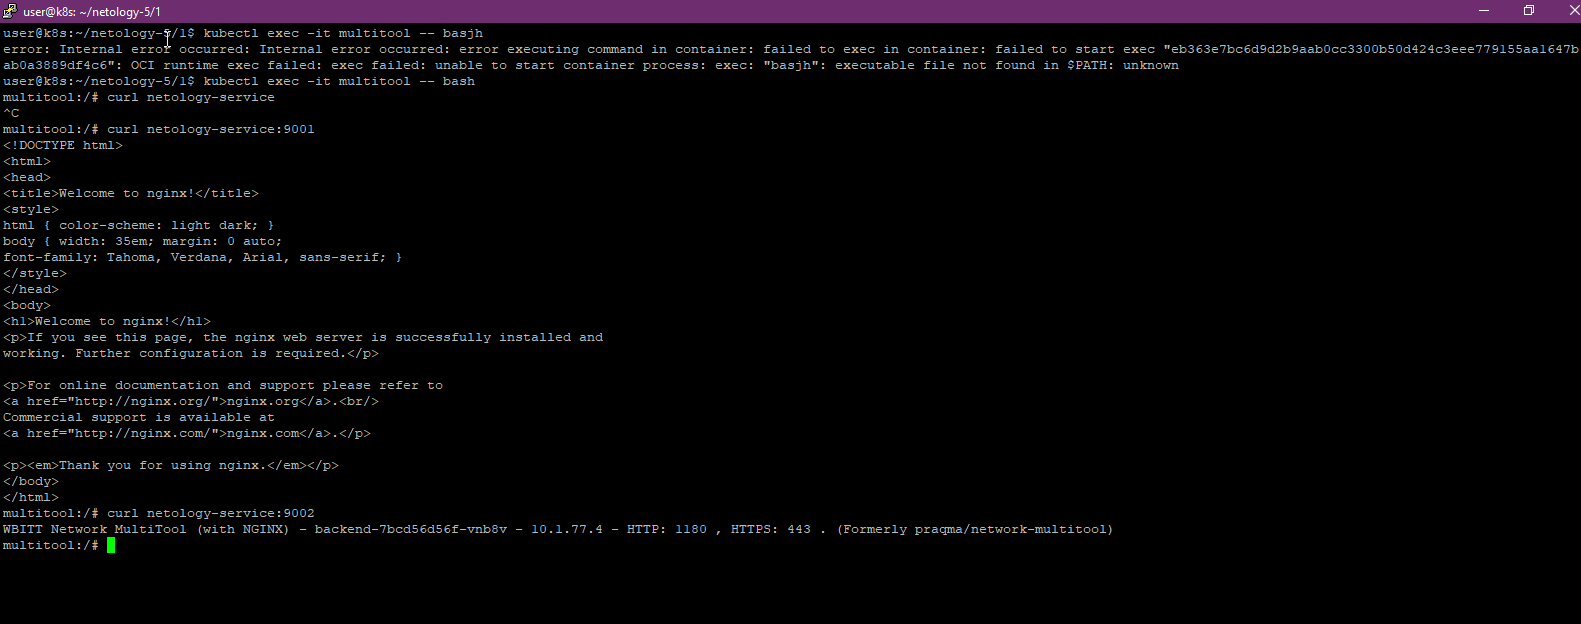 user@k8s: ~/netology-5/1
user@k8s:~/netology-5/1$ kubectl exec -it multitool -- basjh
error: Internal error occurred: Internal error occurred: error executing command in container: failed to exec in container: failed to start exec "eb363e7bc6d9d2b9aab0cc3300b50d424c3eee779155aa1647b
ab0a3889df4c6": OCI runtime exec failed: exec failed: unable to start container process: exec: "basjh": executable file not found in $PATH: unknown
user@k8s:~/netology-5/1$ kubectl exec -it multitool -- bash
multitool:/# curl netology-service
^C
multitool:/# curl netology-service:9001
<!DOCTYPE html>
<html>
<head>
<title>Welcome to nginx!</title>
<style>
html { color-scheme: light dark; }
body { width: 35em; margin: 0 auto;
font-family: Tahoma, Verdana, Arial, sans-serif; }
</style>
</head>
<body>
<h1>Welcome to nginx!</h1>
<p>If you see this page, the nginx web server is successfully installed and
working. Further configuration is required.</p>
<p>For online documentation and support please refer to
<a href="http://nginx.org/">nginx.org</a>.<br/>
Commercial support is available at
<a href="http://nginx.com/">nginx.com</a>.</p>
<p><em>Thank you for using nginx.</em></p>
</body>
</html>
multitool:/# curl netology-service:9002
WBITT Network MultiTool (with NGINX) - backend-7bcd56d56f-vnb8v - 10.1.77.4 - HTTP: 1180 , HTTPS: 443 . (Formerly praqma/network-multitool)
multitool:/#